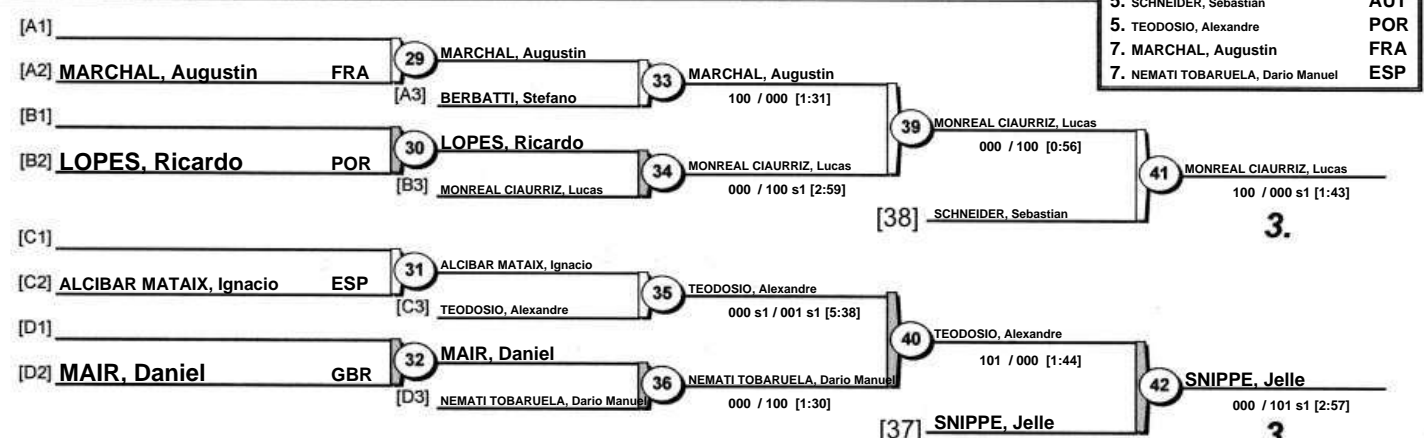 5. SCHNEIDER, Sebastian AUT
5. TEODOSIO, Alexandre POR
7. MARCHAL, Augustin FRA
7. NEMATI TOBARUELA, Dario Manuel ESP
[A1]
[A2] MARCHAL, Augustin FRA
29
MARCHAL, Augustin
[A3] BERBATTI, Stefano
33
MARCHAL, Augustin
100 / 000 [1:31]
[B1]
[B2] LOPES, Ricardo POR
30
LOPES, Ricardo
[B3] MONREAL CIAURRIZ, Lucas
34
MONREAL CIAURRIZ, Lucas
000 / 100 s1 [2:59]
39
MONREAL CIAURRIZ, Lucas
000 / 100 [0:56]
[38] SCHNEIDER, Sebastian
41
MONREAL CIAURRIZ, Lucas
100 / 000 s1 [1:43]
3.
[C1]
[C2] ALCIBAR MATAIX, Ignacio ESP
31
ALCIBAR MATAIX, Ignacio
[C3] TEODOSIO, Alexandre
35
TEODOSIO, Alexandre
000 s1 / 001 s1 [5:38]
[D1]
[D2] MAIR, Daniel GBR
32
MAIR, Daniel
[D3] NEMATI TOBARUELA, Dario Manuel
36
NEMATI TOBARUELA, Dario Manuel
000 / 100 [1:30]
40
TEODOSIO, Alexandre
101 / 000 [1:44]
[37] SNIPPE, Jelle
42
SNIPPE, Jelle
000 / 101 s1 [2:57]
3.